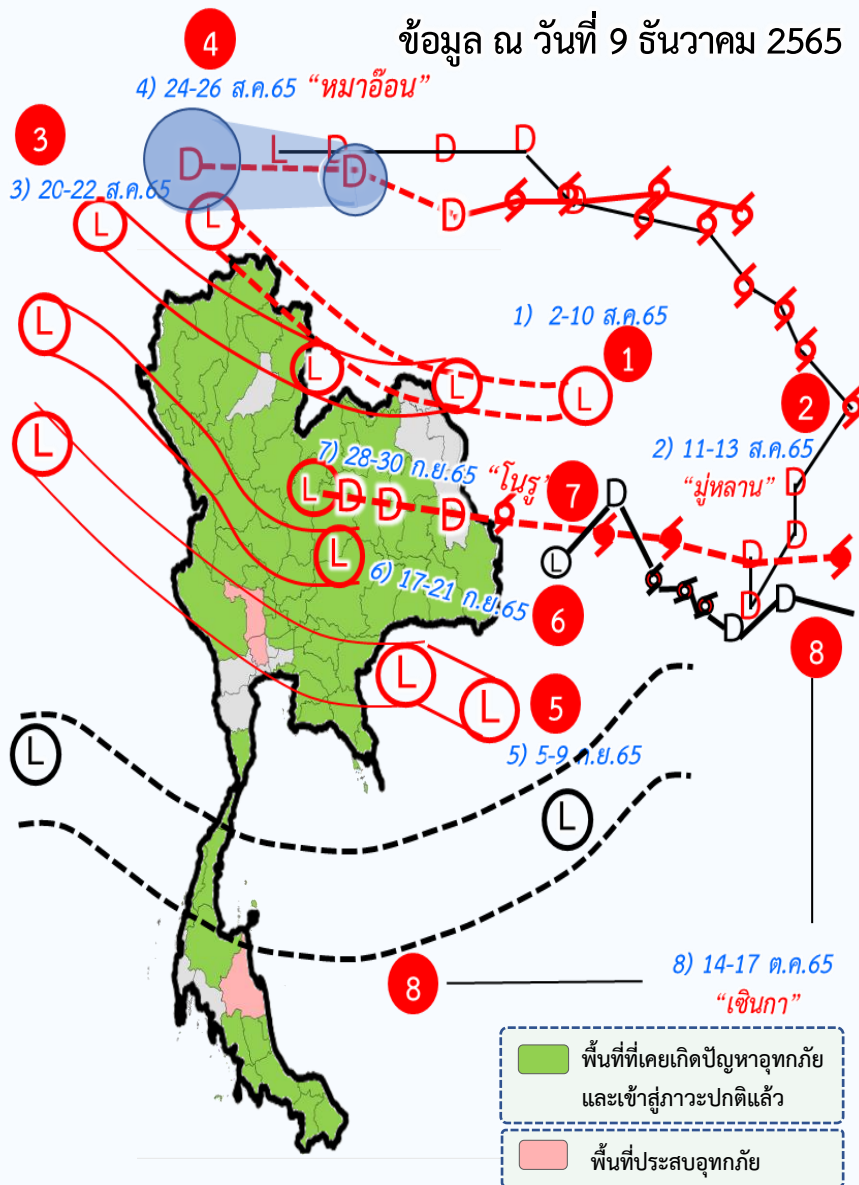 ข้อมูล ณ วันที่ 9 ธันวาคม 2565
4
4) 24-26 ส.ค.65 “หมาอ๊อน”
3
L D D D
D D
3) 20-22 ส.ค.65
L L D D
L
1) 2-10 ส.ค.65
1
L L L
2
L
7) 28-30 ก.ย.65 “โนรู”
2) 11-13 ส.ค.65
“มู่หลาน”
7
D
L D D D
D
D
L
L
D
6) 17-21 ก.ย.65
6
D D
D
8
L
L
5
5) 5-9 ก.ย.65
L
L
8
8) 14-17 ต.ค.65
“เซินกา”
พื้นที่ที่เคยเกิดปัญหาอุทกภัย
และเข้าสู่ภาวะปกติแล้ว
พื้นที่ประสบอุทกภัย